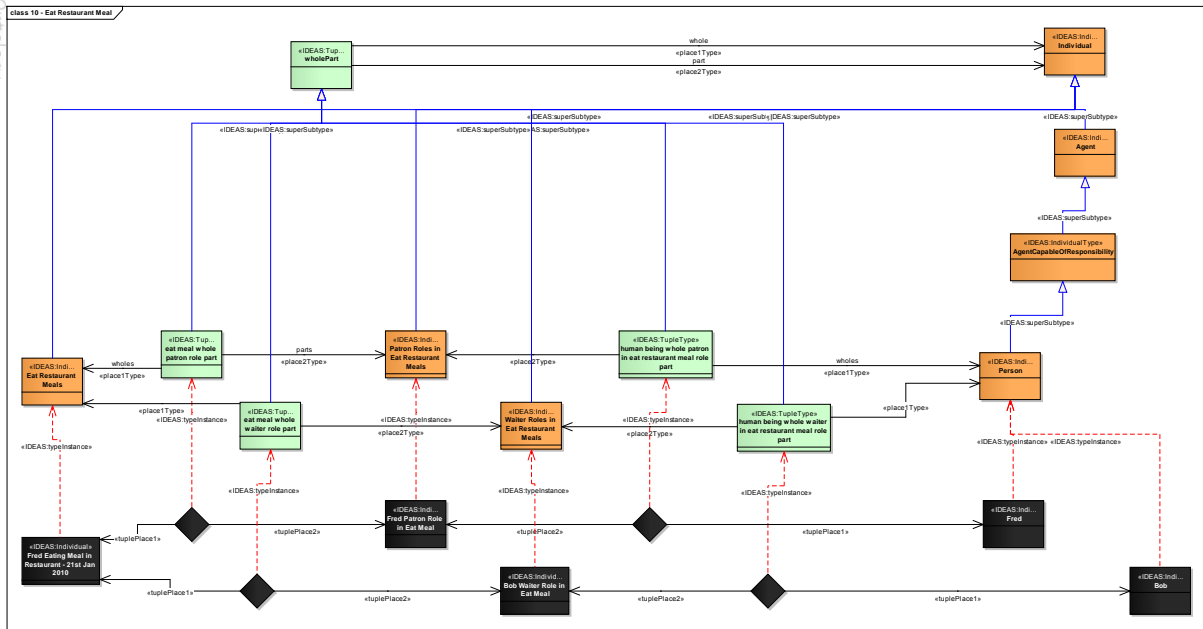 class 10 - Eat Restaurant Meal
«IDEAS:Tup...
wholePart
whole
«place1Type»
part
«place2Type»
«IDEAS:Indi...
Individual
«IDEAS:superSubtype»
«IDEAS:superSubtype»
«IDEAS:sup
«IDEAS:superSubtype»
«IDEAS:superSubtype»
AS:superSubtype»
«IDEAS:superSubt
«IDEAS:superSubtype»
«IDEAS:Indi...
Agent
«IDEAS:superSubtype»
«IDEAS:IndividualType»
AgentCapableOfResponsibility
«IDEAS:superSubtype»
«IDEAS:Indi...
Eat Restaurant
Meals
wholes
«place1Type»
«IDEAS:Tup...
eat meal whole
patron role part
parts
«place2Type»
«IDEAS:Indi...
Patron Roles in
Eat Restaurant
Meals
«place2Type»
«IDEAS:TupleType»
human being whole patron
in eat restaurant meal role
part
wholes
«place1Type»
«IDEAS:Indi...
Person
«place1Type»
«IDEAS:typeInstance»
«IDEAS:Tup...
eat meal whole
waiter role part
«place2Type»
«IDEAS:Indi...
Waiter Roles in
Eat Restaurant
Meals
«place2Type»
«IDEAS:typeInstance»
«IDEAS:TupleType»
human being whole waiter
in eat restaurant meal role
part
«place1Type»
«IDEAS:typeInstance»
«IDEAS:typeInstance»
«IDEAS:typeInstance»
«IDEAS:typeInstance»
«IDEAS:typeInstance»
«IDEAS:typeInstance»
«IDEAS:typeInstance»
«IDEAS:typeInstance»
«IDEAS:Individual»
Fred Eating Meal in
Restaurant - 21st Jan
2010
«tuplePlace1»
«tuplePlace2»
«IDEAS:Indi...
Fred Patron Role
in Eat Meal
«tuplePlace2»
«tuplePlace1»
«IDEAS:Indi...
Fred
«tuplePlace1»
«tuplePlace2»
«IDEAS:Individ...
Bob Waiter Role in
Eat Meal
«tuplePlace2»
«tuplePlace1»
«IDEAS:Indi...
Bob